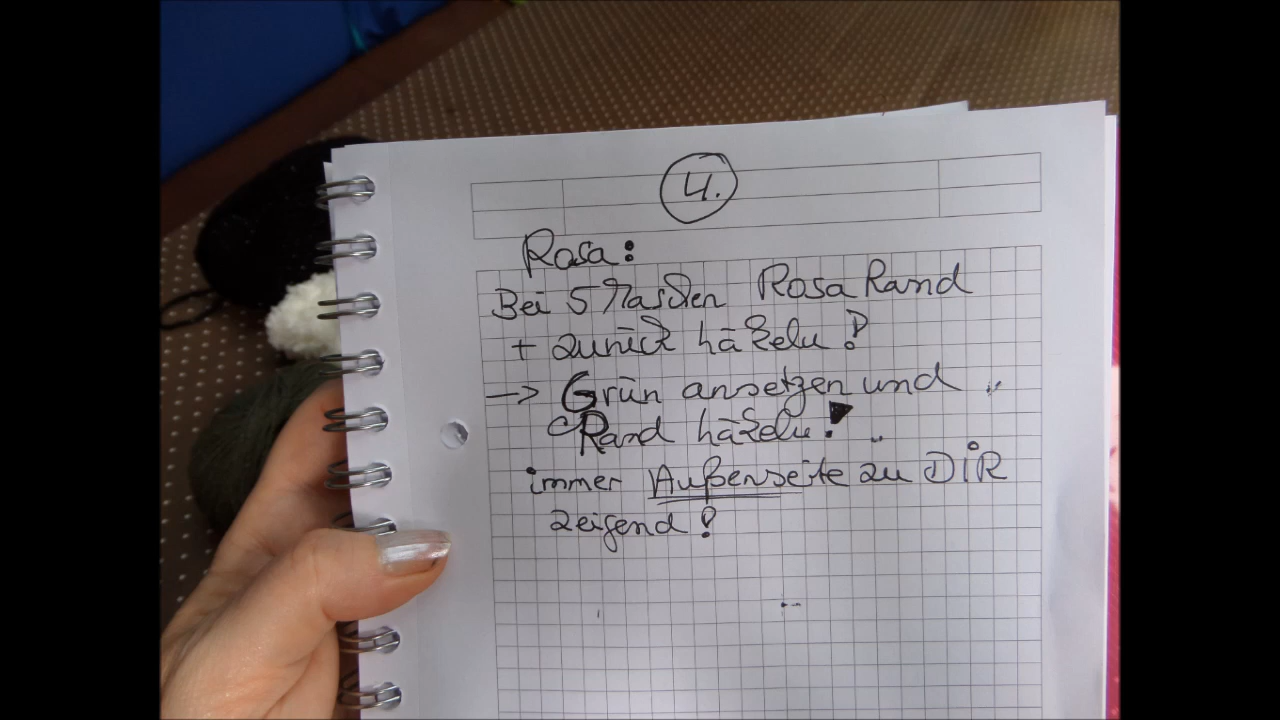 4.
Rosa:
Bei 5 Maschen Rosa Rand
+ zurück häkeln!
→ Grün ansetzen und
Rand häkeln!
immer Außenseite zu DIR
zeigend!